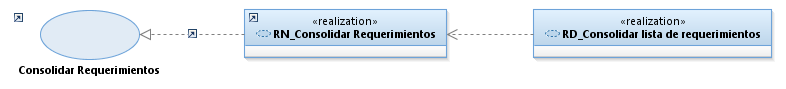 «realization»
RN_Consolidar Requerimientos
«realization»
RD_Consolidar lista de requerimientos
Consolidar Requerimientos